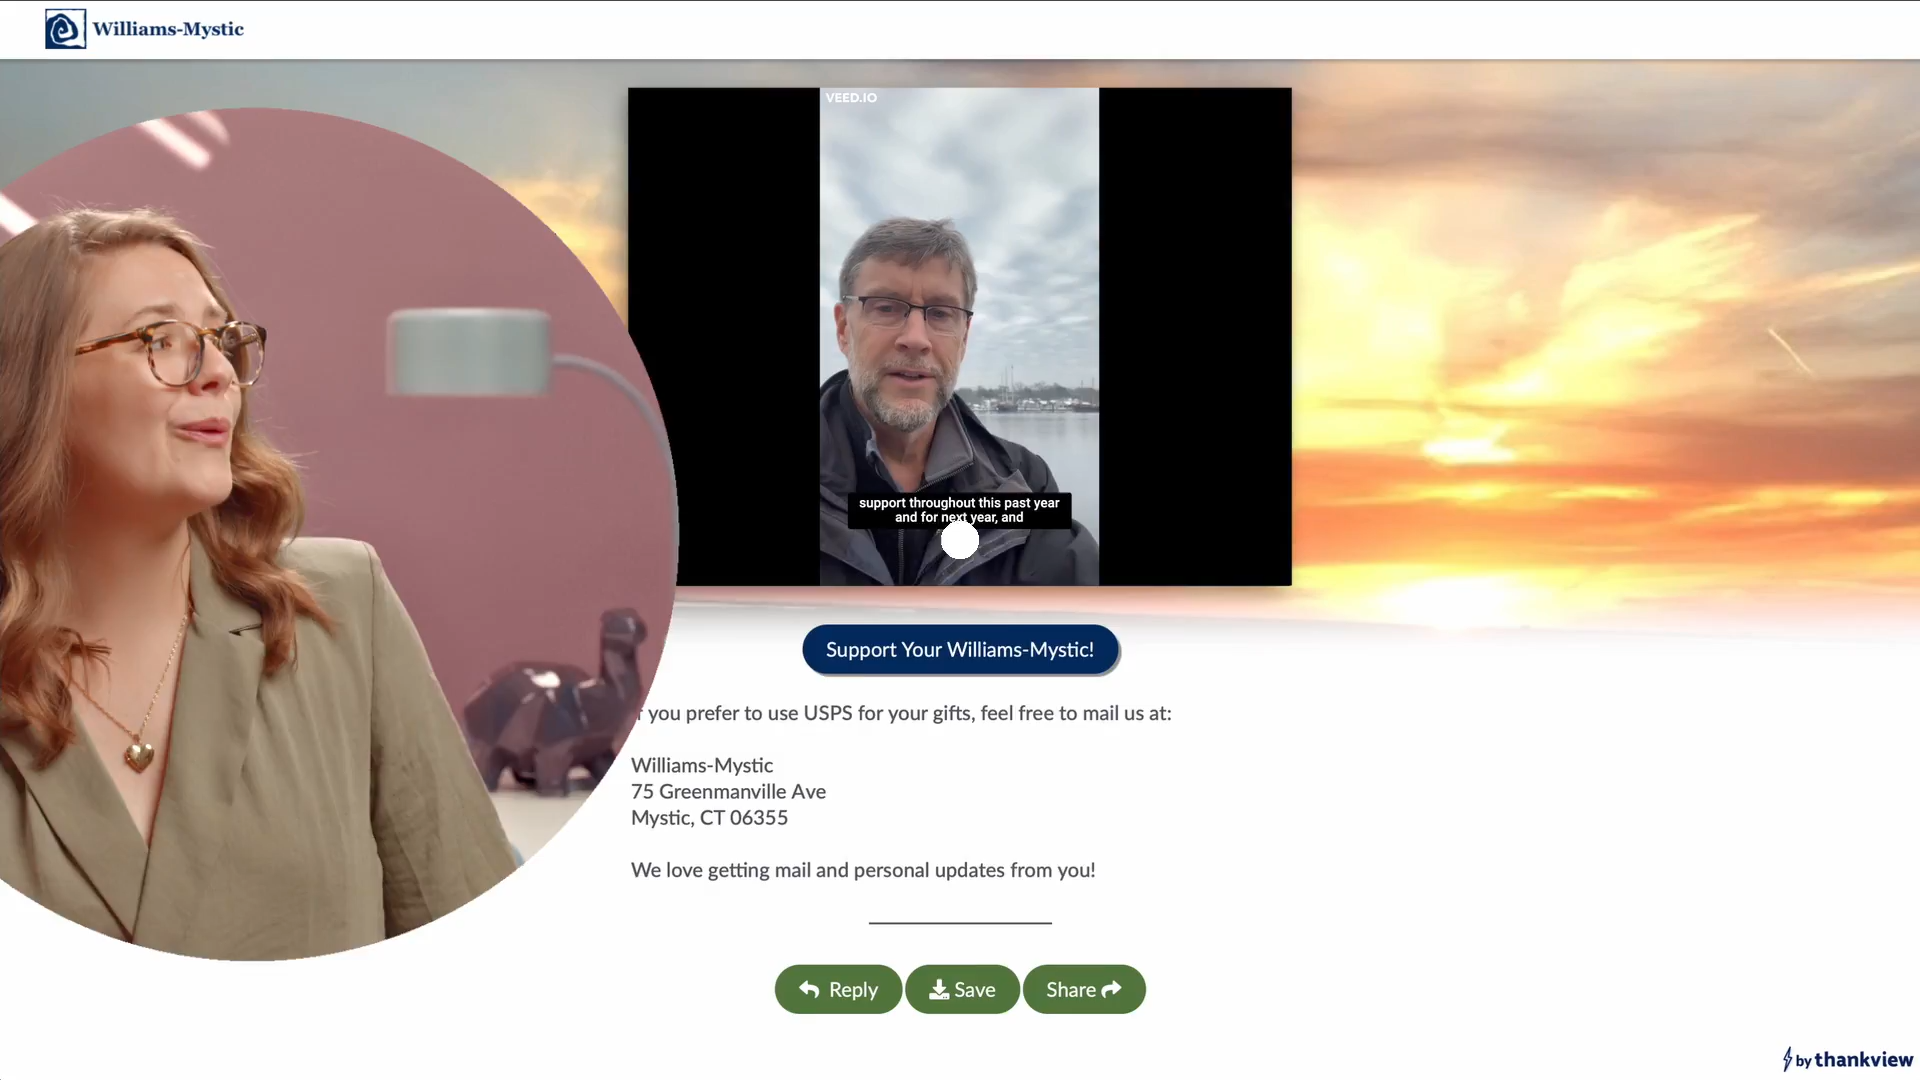 Williams-Mystic
VEED.IO
support throughout this past year
and for next year, and
Support Your Williams-Mystic!
you prefer to use USPS for your gifts, feel free to mail us at:
Williams-Mystic
75 Greenmanville Ave
Mystic, CT 06355
We love getting mail and personal updates from you!
Reply
Save
Share
by thankview